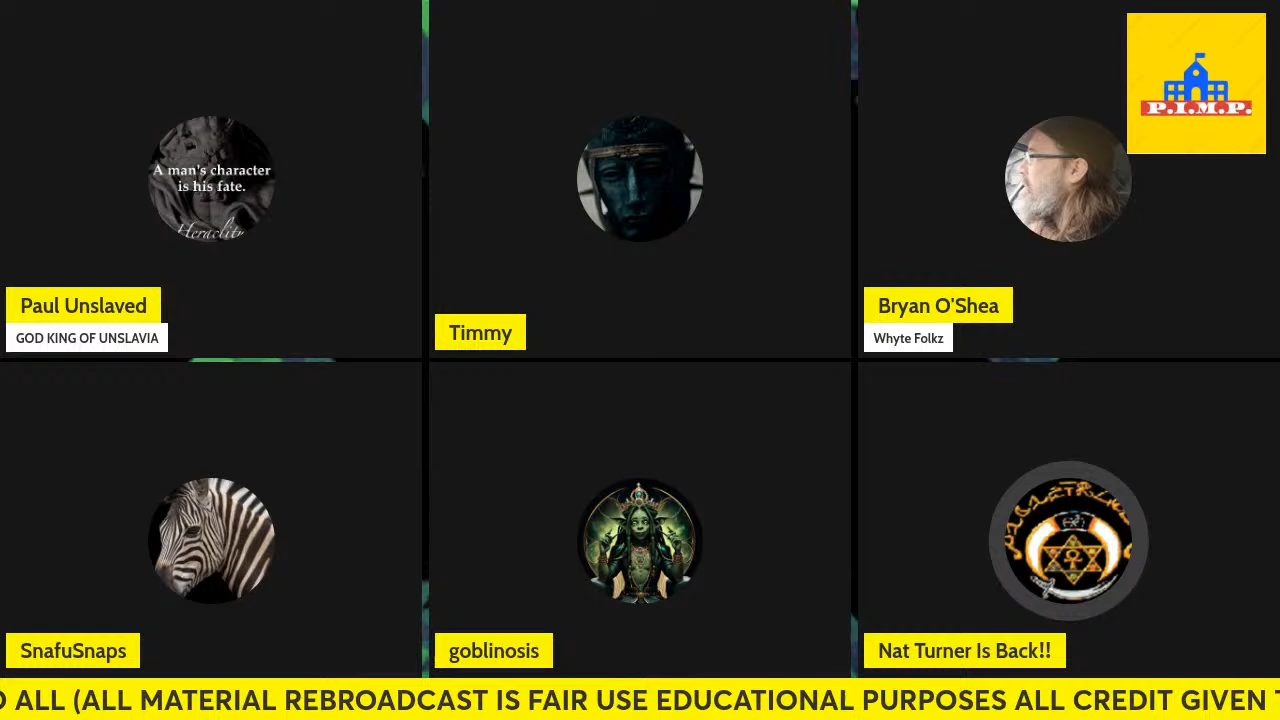 A man's character
is his fate.
Heraclitv
P.I.M.P.
Paul Unslaved
GOD KING OF UNSLAVIA
Timmy
Bryan O'Shea
Whyte Folkz
SnafuSnaps
goblinosis
Nat Turner Is Back!!
ALL (ALL MATERIAL REBROADCAST IS FAIR USE EDUCATIONAL PURPOSES ALL CREDIT GIVEN